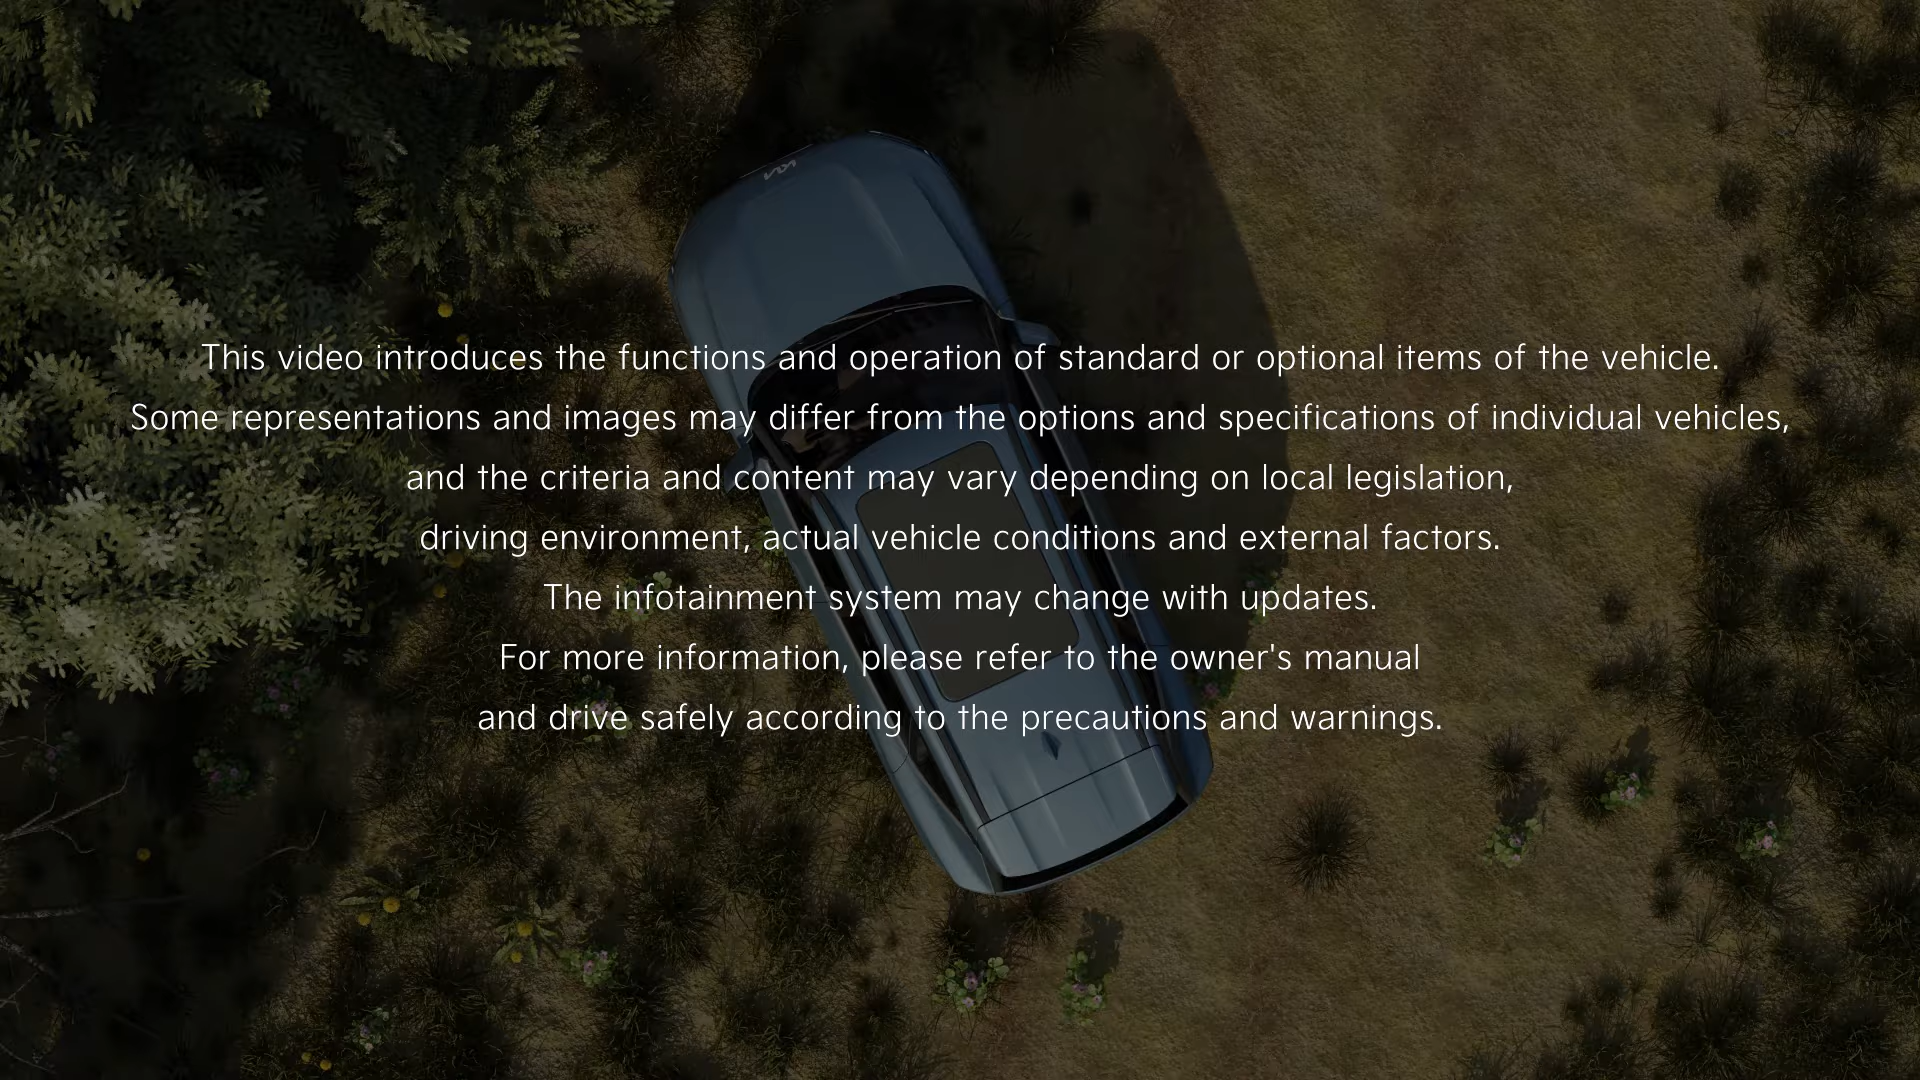 KIA
This video introduces the functions and operation of standard or optional items of the vehicle.
Some representations and images may differ from the options and specifications of individual vehicles,
and the criteria and content may vary depending on local legislation,
driving environment, actual vehicle conditions and external factors.
The infotainment system may change with updates.
For more information, please refer to the owner's manual
and drive safely according to the precautions and warnings.